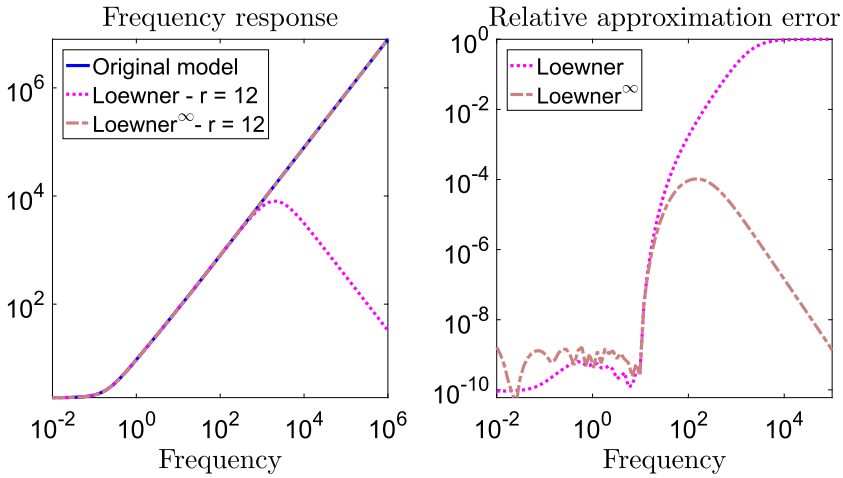 Frequency response
10^6
10^4
10^2
Original model
Loewner - r = 12
Loewner^∞- r = 12
10^-2
10^0
10^2
10^4
10^6
Frequency
Relative approximation error
10^0
10^-2
10^-4
10^-6
10^-8
10^-10
Loewner
Loewner^∞
10^-2
10^0
10^2
10^4
Frequency